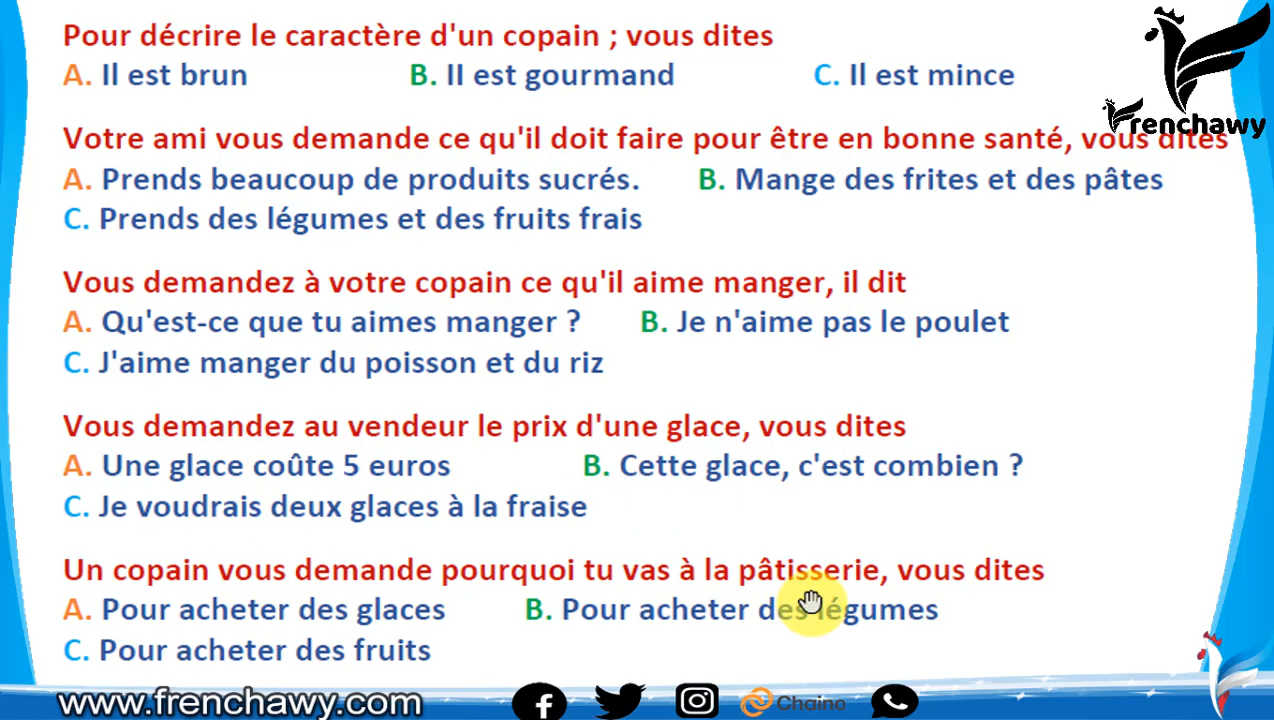 Pour décrire le caractère d'un copain ; vous dites
A. Il est brun B. II est gourmand C. Il est mince
Frenchawy
Votre ami vous demande ce qu'il doit faire pour être en bonne santé, vous dites
A. Prends beaucoup de produits sucrés. B. Mange des frites et des pâtes
C. Prends des légumes et des fruits frais
Vous demandez à votre copain ce qu'il aime manger, il dit
A. Qu'est-ce que tu aimes manger ? B. Je n'aime pas le poulet
C. J'aime manger du poisson et du riz
Vous demandez au vendeur le prix d'une glace, vous dites
A. Une glace coûte 5 euros B. Cette glace, c'est combien ?
C. Je voudrais deux glaces à la fraise
Un copain vous demande pourquoi tu vas à la pâtisserie, vous dites
A. Pour acheter des glaces B. Pour acheter des légumes
C. Pour acheter des fruits
www.frenchawy.com Chaino